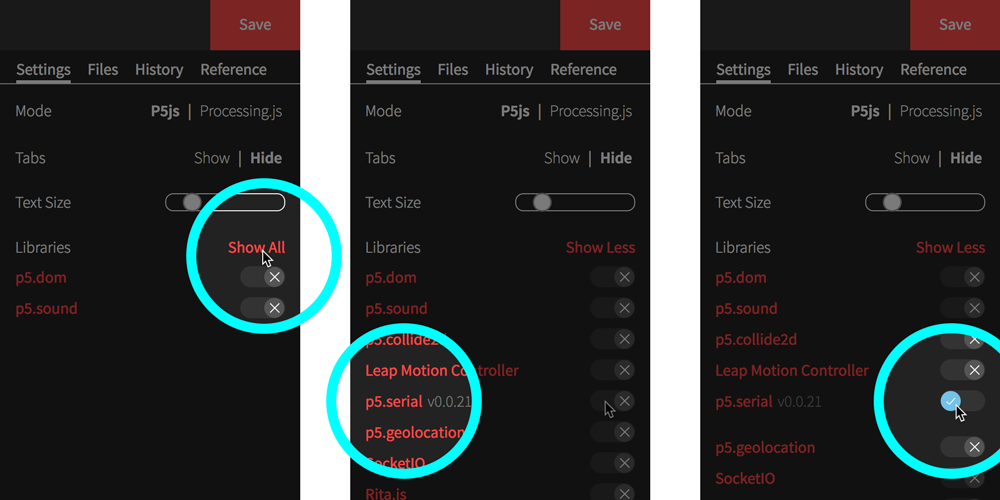 Save
Settings Files History Reference
Mode P5js | Processing.js
Tabs Show | Hide
Text Size
Libraries Show All
p5.dom
p5.sound
Save
Settings Files History Reference
Mode P5js | Processing.js
Tabs Show | Hide
Text Size
Libraries Show Less
p5.dom
p5.sound
p5.collide2d
Leap Motion Controller
p5.serial v0.0.21
p5.geolocation
SocketIO
Rita.js
Save
Settings Files History Reference
Mode P5js | Processing.js
Tabs Show | Hide
Text Size
Libraries Show Less
p5.dom
p5.sound
p5.collide2d
Leap Motion Controller
p5.serial v0.0.21
p5.geolocation
SocketIO